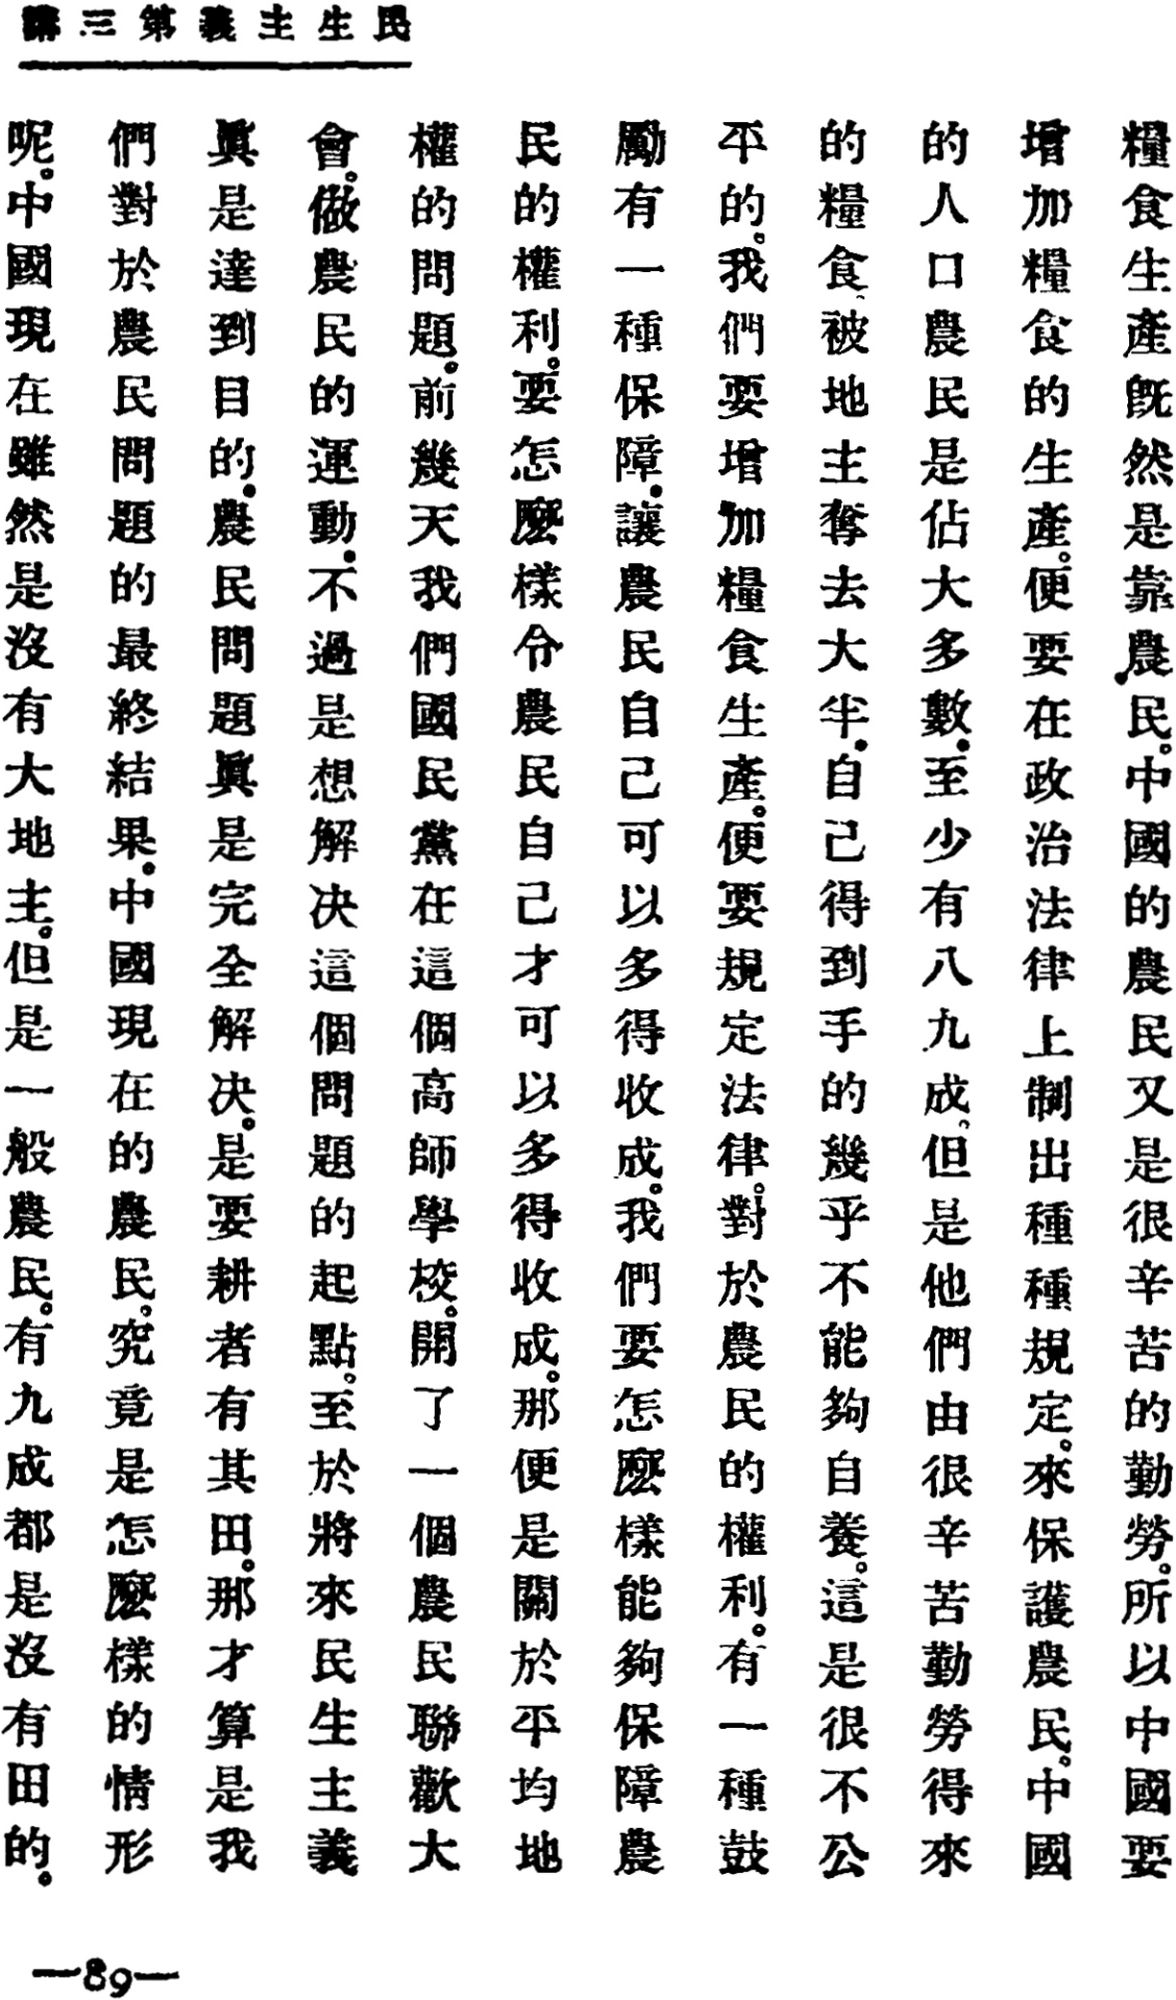 民生主義第三講
糧食生產既然是靠農民。中國的農民又是很辛苦的勤勞。所以中國要
增加糧食的生產。便要在政治法律上制出種種規定。來保護農民。中國
的人口農民是佔大多數。至少有八九成、但是他們由很辛苦勤勞得來
的糧食、被地主奪去大半。自己得到手的幾乎不能夠自養。這是很不公
平的。我們要增加糧食生產。便要規定法律。對於農民的權利。有一種鼓
勵有一種保障。讓農民自己可以多得收成。我們要怎麼樣能夠保障農
民的權利。要怎麼樣令農民自己才可以多得收成。那便是關於平均地
權的問題。前幾天我們國民黨在這個高師學校。開了一個農民聯歡大
會。做農民的運動。不過是想解决這個問題的起點。至於將來民生主義
眞是達到目的。農民問題眞是完全解决。是要耕者有其田。那才算是我
們對於農民問題的最終結果。中國現在的農民。究竟是怎麼樣的情形
呢。中國現在雖然是沒有大地主。但是一般農民。有九成都是沒有田的。
—89—